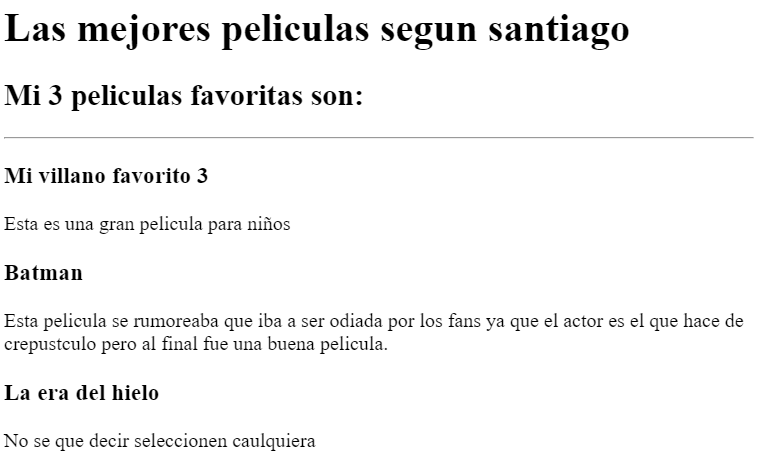 Las mejores peliculas segun santiago
Mi 3 peliculas favoritas son:
Mi villano favorito 3
Esta es una gran pelicula para niños
Batman
Esta pelicula se rumoreaba que iba a ser odiada por los fans ya que el actor es el que hace de
crepustculo pero al final fue una buena pelicula.
La era del hielo
No se que decir seleccionen caulquiera